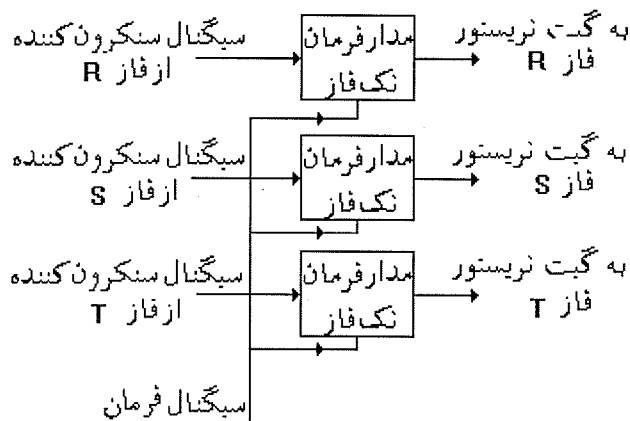 سیگنال سنکرون کننده
از فاز R
مدار فرمان
تک فاز
به گیت تریستور
فاز R
سیگنال سنکرون کننده
از فاز S
مدار فرمان
تک فاز
به گیت تریستور
فاز S
سیگنال سنکرون کننده
از فاز T
مدار فرمان
تک فاز
به گیت تریستور
فاز T
سیگنال فرمان